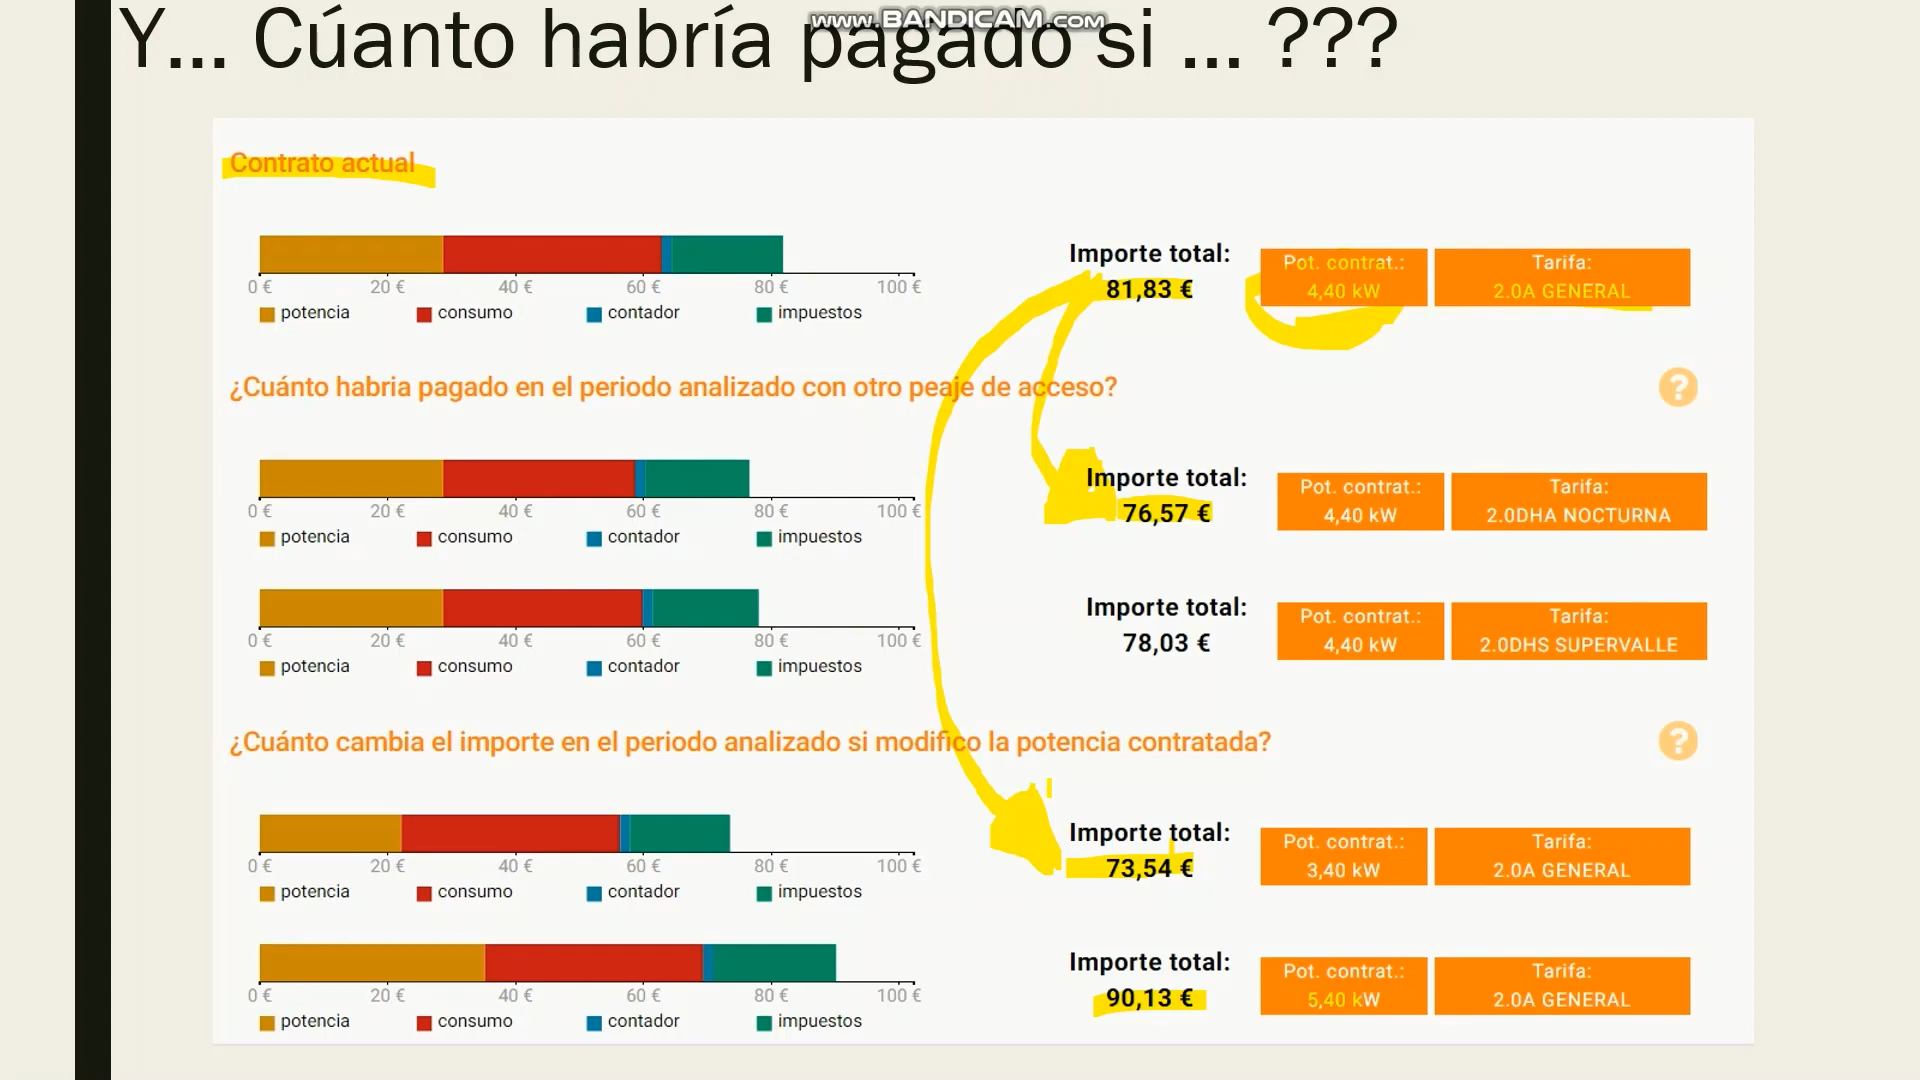 www.BANDICAM.com
Y... Cúanto habría pagado si ... ???
Contrato actual
Importe total:
81,83 €
Pot. contrat.:
4,40 kW
Tarifa:
2.0A GENERAL
0 € 20 € 40 € 60 € 80 € 100 €
potencia consumo contador impuestos
¿Cuánto habria pagado en el periodo analizado con otro peaje de acceso?
?
Importe total:
76,57 €
Pot. contrat.:
4,40 kW
Tarifa:
2.0DHA NOCTURNA
0 € 20 € 40 € 60 € 80 € 100 €
potencia consumo contador impuestos
Importe total:
78,03 €
Pot. contrat.:
4,40 kW
Tarifa:
2.0DHS SUPERVALLE
0 € 20 € 40 € 60 € 80 € 100 €
potencia consumo contador impuestos
¿Cuánto cambia el importe en el periodo analizado si modifico la potencia contratada?
?
Importe total:
73,54 €
Pot. contrat.:
3,40 kW
Tarifa:
2.0A GENERAL
0 € 20 € 40 € 60 € 80 € 100 €
potencia consumo contador impuestos
Importe total:
90,13 €
Pot. contrat.:
5,40 kW
Tarifa:
2.0A GENERAL
0 € 20 € 40 € 60 € 80 € 100 €
potencia consumo contador impuestos